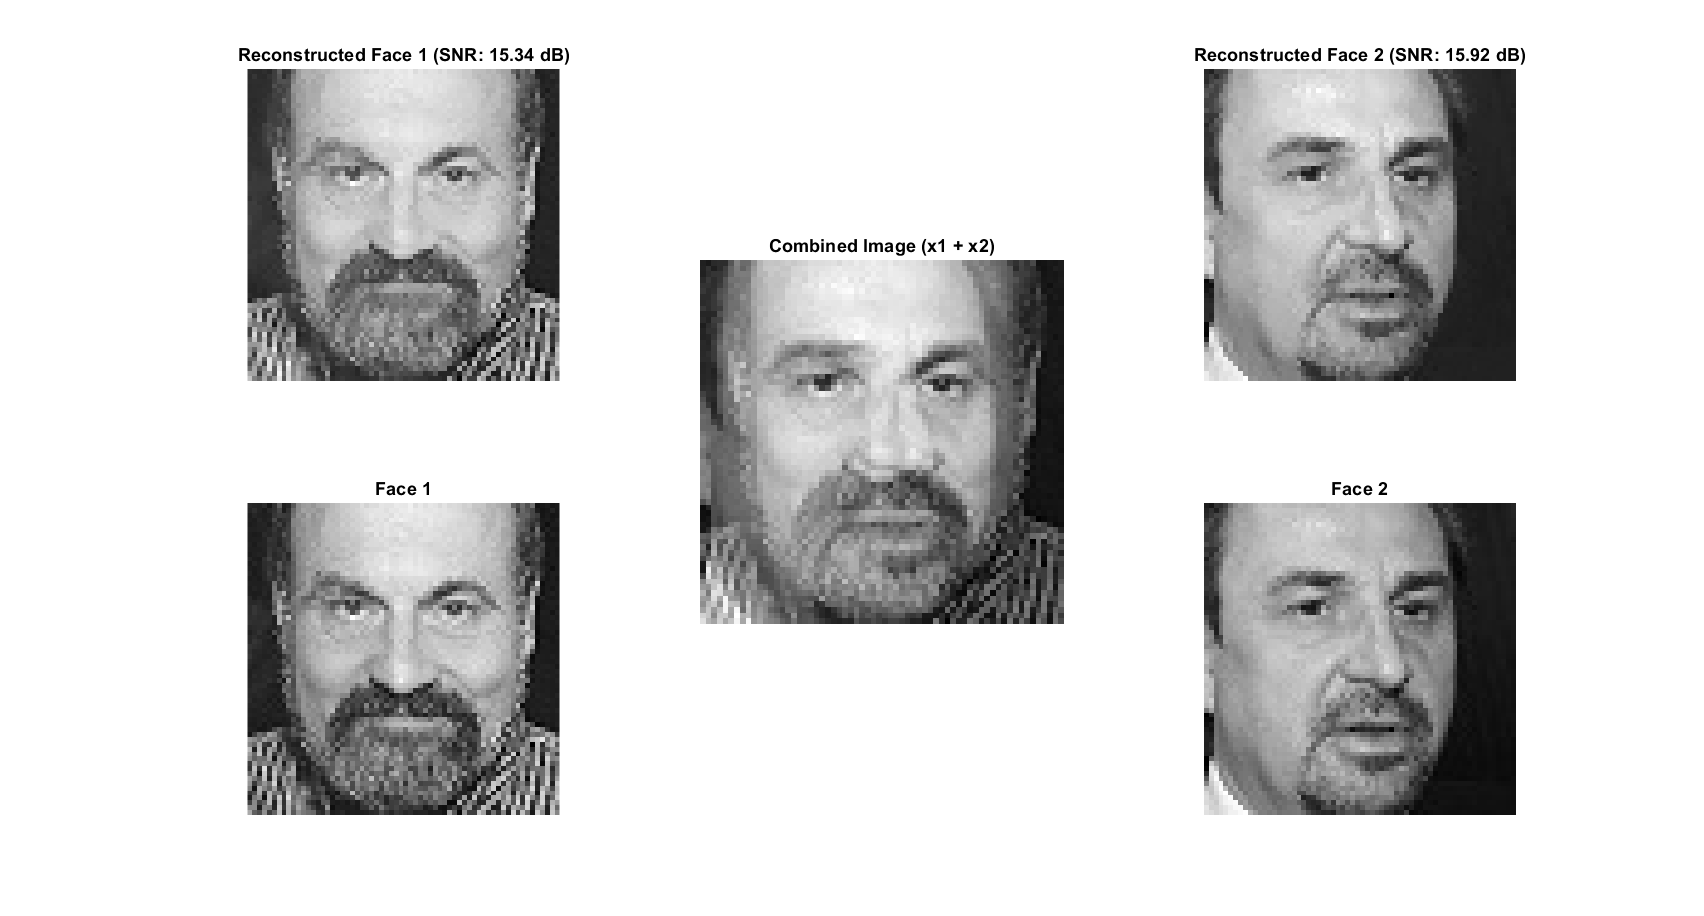 Reconstructed Face 1 (SNR: 15.34 dB)
Reconstructed Face 2 (SNR: 15.92 dB)
Combined Image (x1 + x2)
Face 1
Face 2